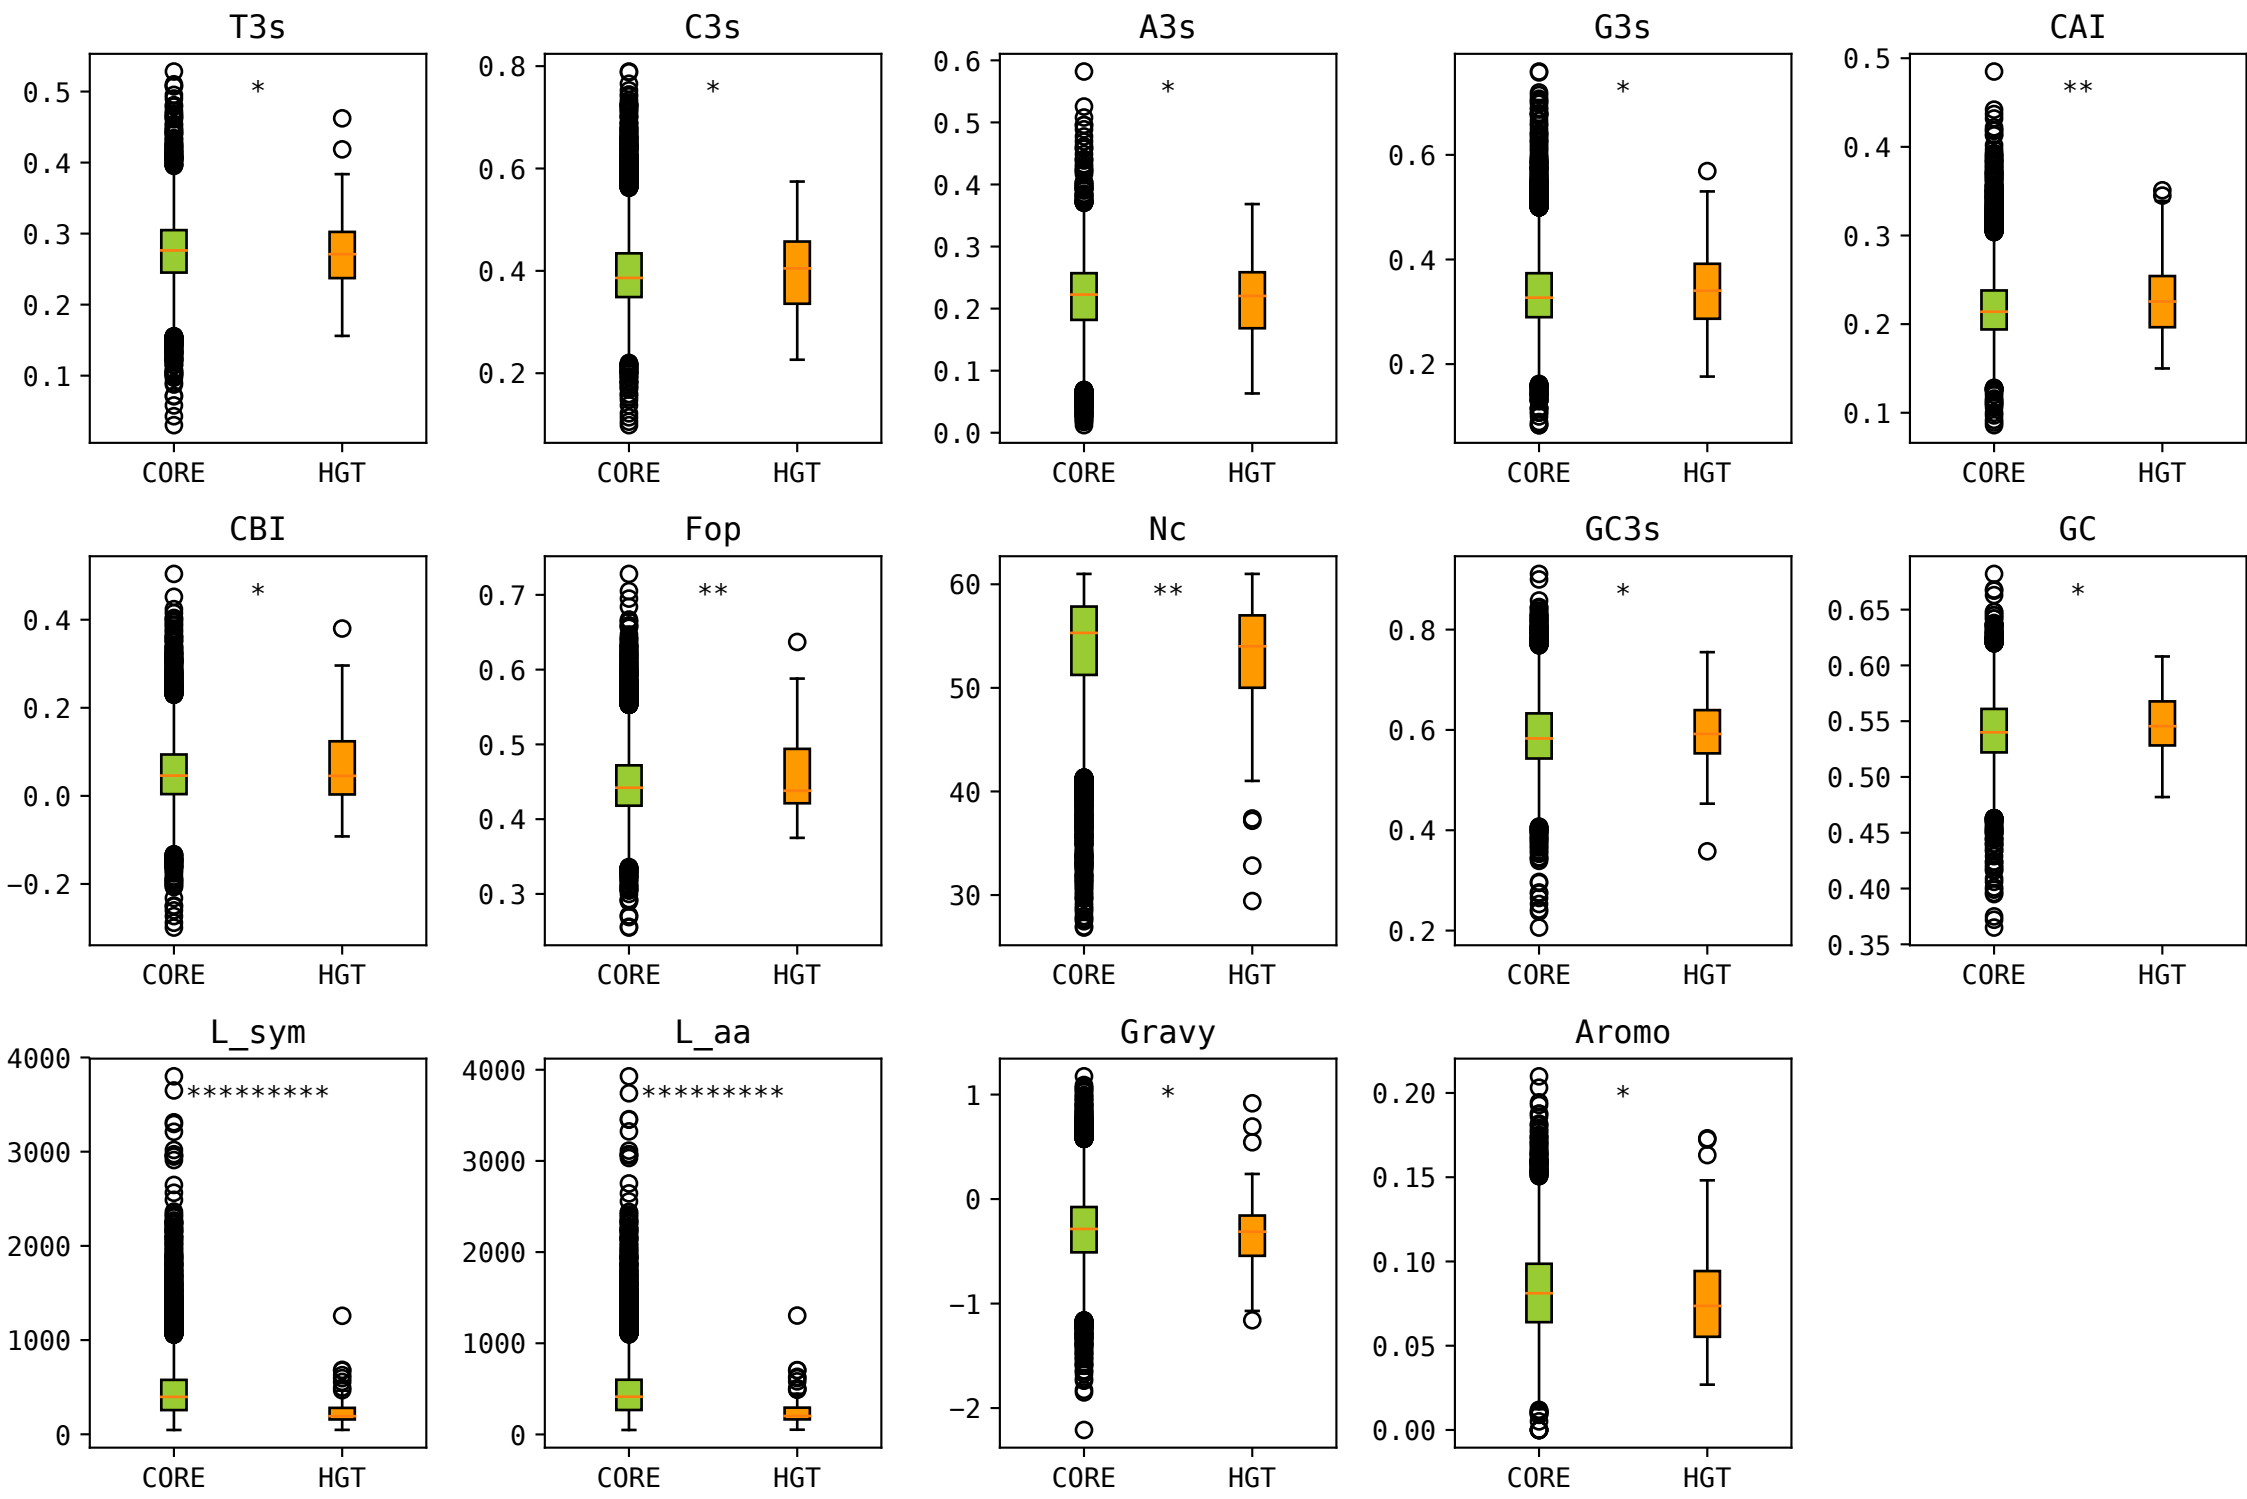 T3s C3s A3s G3s CAI
0.5 0.4 0.3 0.2 0.1
*
CORE HGT
0.8 0.6 0.4 0.2
*
CORE HGT
0.6 0.5 0.4 0.3 0.2 0.1 0.0
*
CORE HGT
0.6 0.4 0.2
*
CORE HGT
0.5 0.4 0.3 0.2 0.1
**
CORE HGT
CBI Fop Nc GC3s GC
0.4 0.2 0.0 −0.2
*
CORE HGT
0.7 0.6 0.5 0.4 0.3
**
CORE HGT
60 50 40 30
**
CORE HGT
0.8 0.6 0.4 0.2
*
CORE HGT
0.65 0.60 0.55 0.50 0.45 0.40 0.35
*
CORE HGT
L_sym L_aa Gravy Aromo
4000 3000 2000 1000 0
*********
CORE HGT
4000 3000 2000 1000 0
*********
CORE HGT
1 0 −1 −2
*
CORE HGT
0.20 0.15 0.10 0.05 0.00
*
CORE HGT